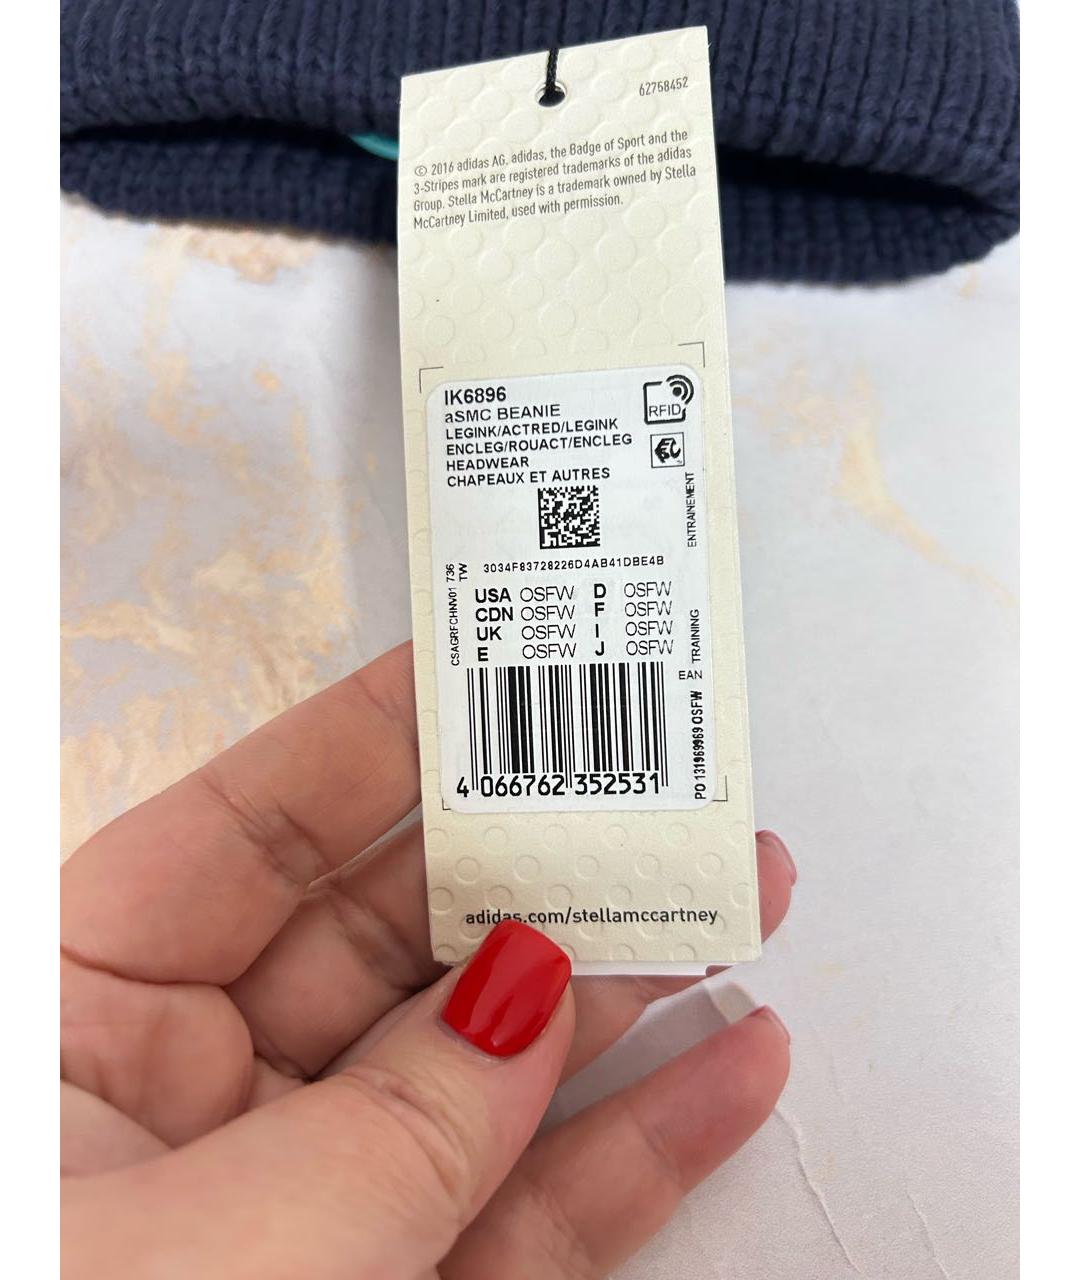 62758452
© 2016 adidas AG. adidas, the Badge of Sport and the
3-Stripes mark are registered trademarks of the adidas
Group. Stella McCartney is a trademark owned by Stella
McCartney Limited, used with permission.
IK6896
aSMC BEANIE
LEGINK/ACTRED/LEGINK
ENCLEG/ROUACT/ENCLEG
HEADWEAR
CHAPEAUX ET AUTRES
RFID
3034F83728226D4AB41DBE4B
USA OSFW D OSFW
CDN OSFW F OSFW
UK OSFW I OSFW
E OSFW J OSFW
CSAGRFCHNV01 736
TW
ENTRAINEMENT
TRAINING
EAN
PO 131969969 OSFW
4 066762 352531
adidas.com/stellamccartney